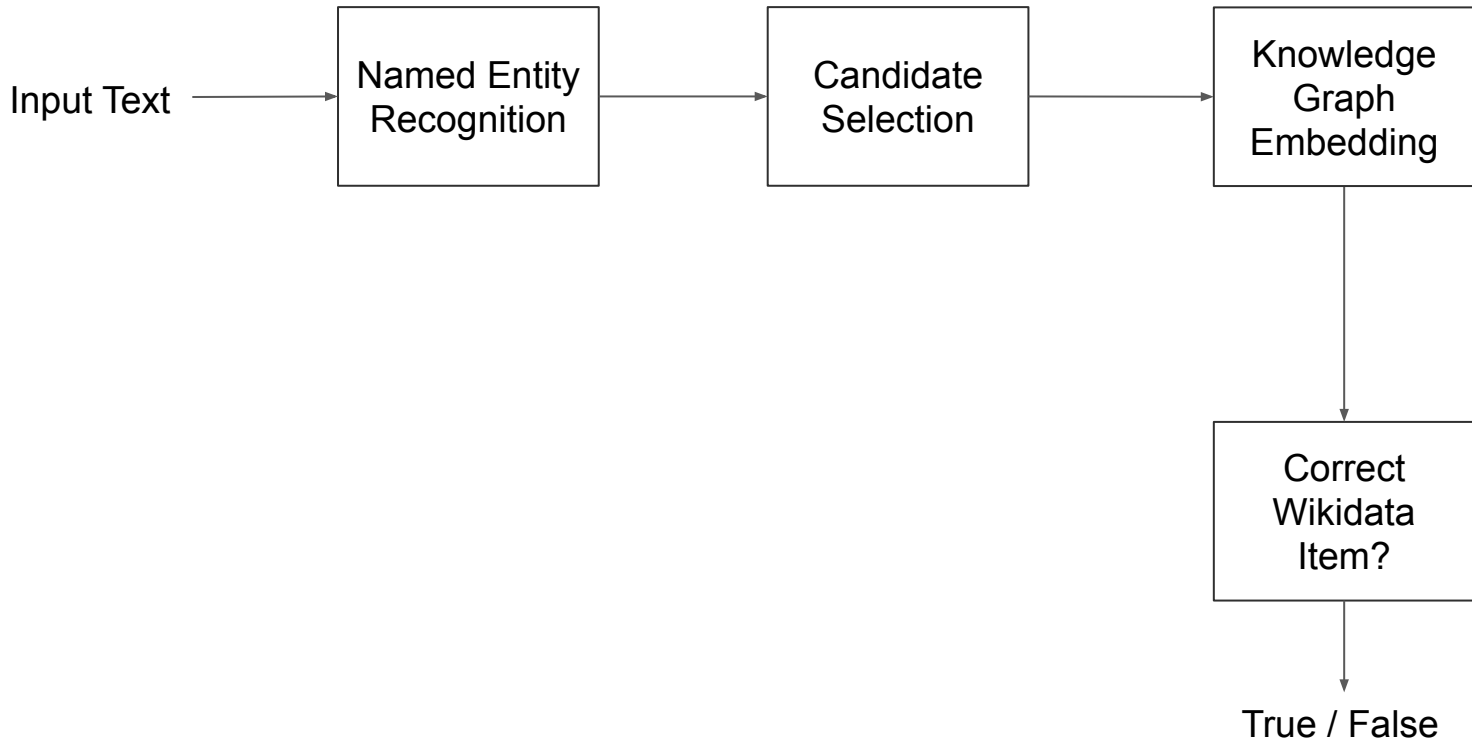 Input Text
Named Entity
Recognition
Candidate
Selection
Knowledge
Graph
Embedding
Correct
Wikidata
Item?
True / False